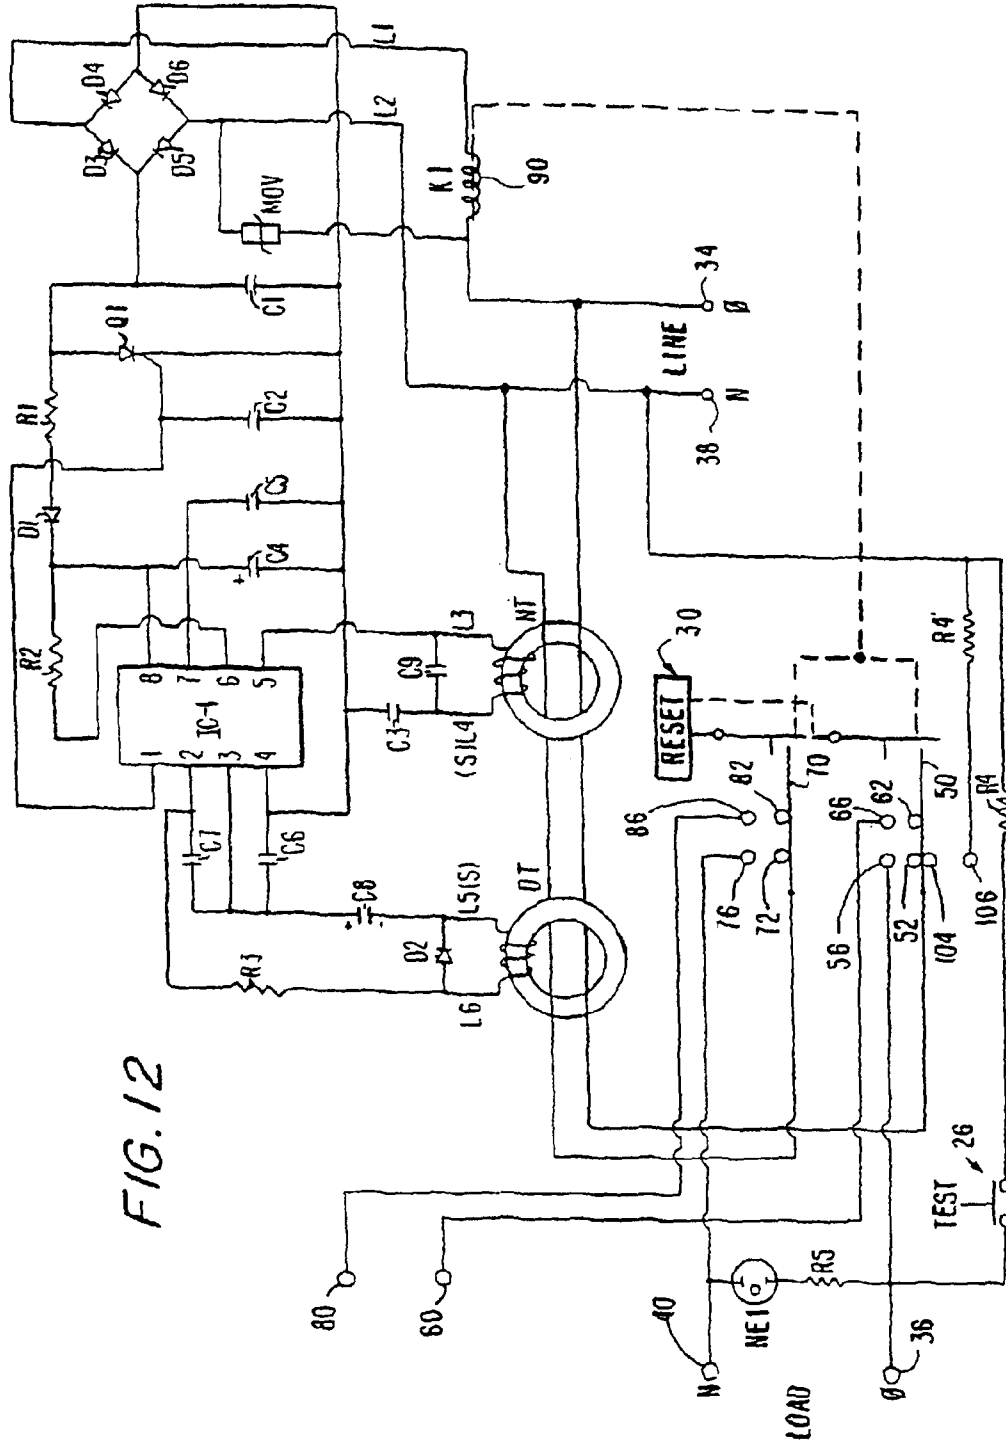 FIG. 12
D4
D6
D3
D5
L1
L2
MOV
K1
90
C1
Q1
R1
C2
D1
C4
R2
IC-1
1
2
3
4
8
7
6
5
C7
C6
C3
(S)L4
C9
L3
NT
C8
R3
D2
L5(S)
L6
DT
LINE
34
Ø
38
N
RESET
30
R4'
R4
86
82
70
76
72
66
62
50
56
52
104
106
TEST
26
80
60
40
N
NE1
R5
LOAD
Ø
36